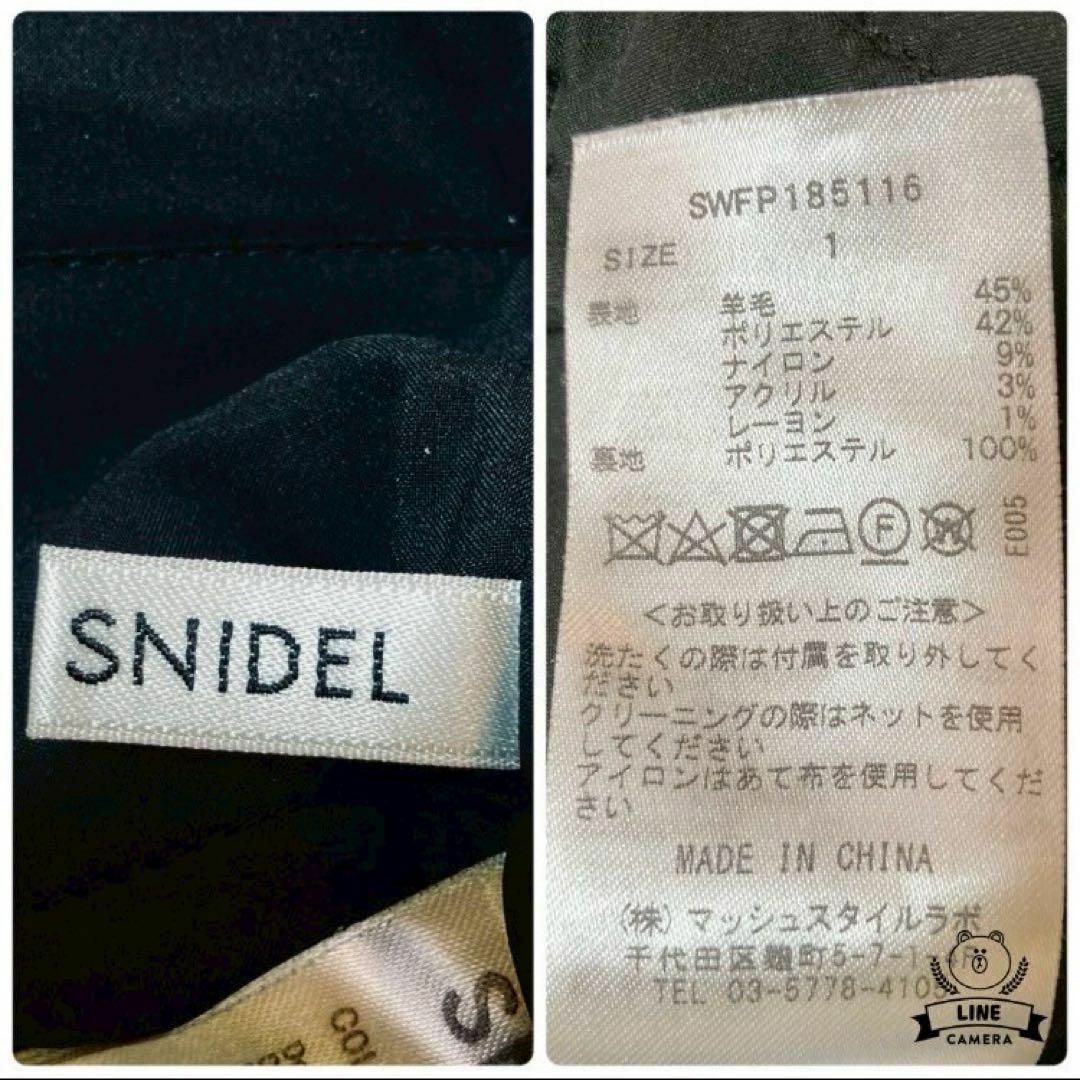 SNIDEL
S
CO
SWFP185116
SIZE 1
表地 羊毛 45%
ポリエステル 42%
ナイロン 9%
アクリル 3%
レーヨン 1%
裏地 ポリエステル 100%
F W
E005
<お取り扱い上のご注意>
洗たくの際は付属を取り外してく
ださい
クリーニングの際はネットを使用
してください
アイロンはあて布を使用してくだ
さい
MADE IN CHINA
(株)マッシュスタイルラボ
千代田区麹町5-7-1
TEL 03-5778-4105
LINE
CAMERA